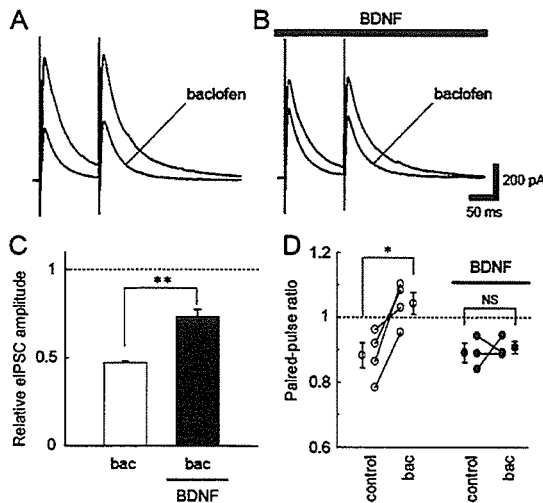 A
baclofen
B
BDNF
baclofen
200 pA
50 ms
C
Relative eIPSC amplitude
1
0.5
0
**
bac
bac
BDNF
D
Paired-pulse ratio
1.2
1
0.8
0.6
*
BDNF
NS
control
bac
control
bac